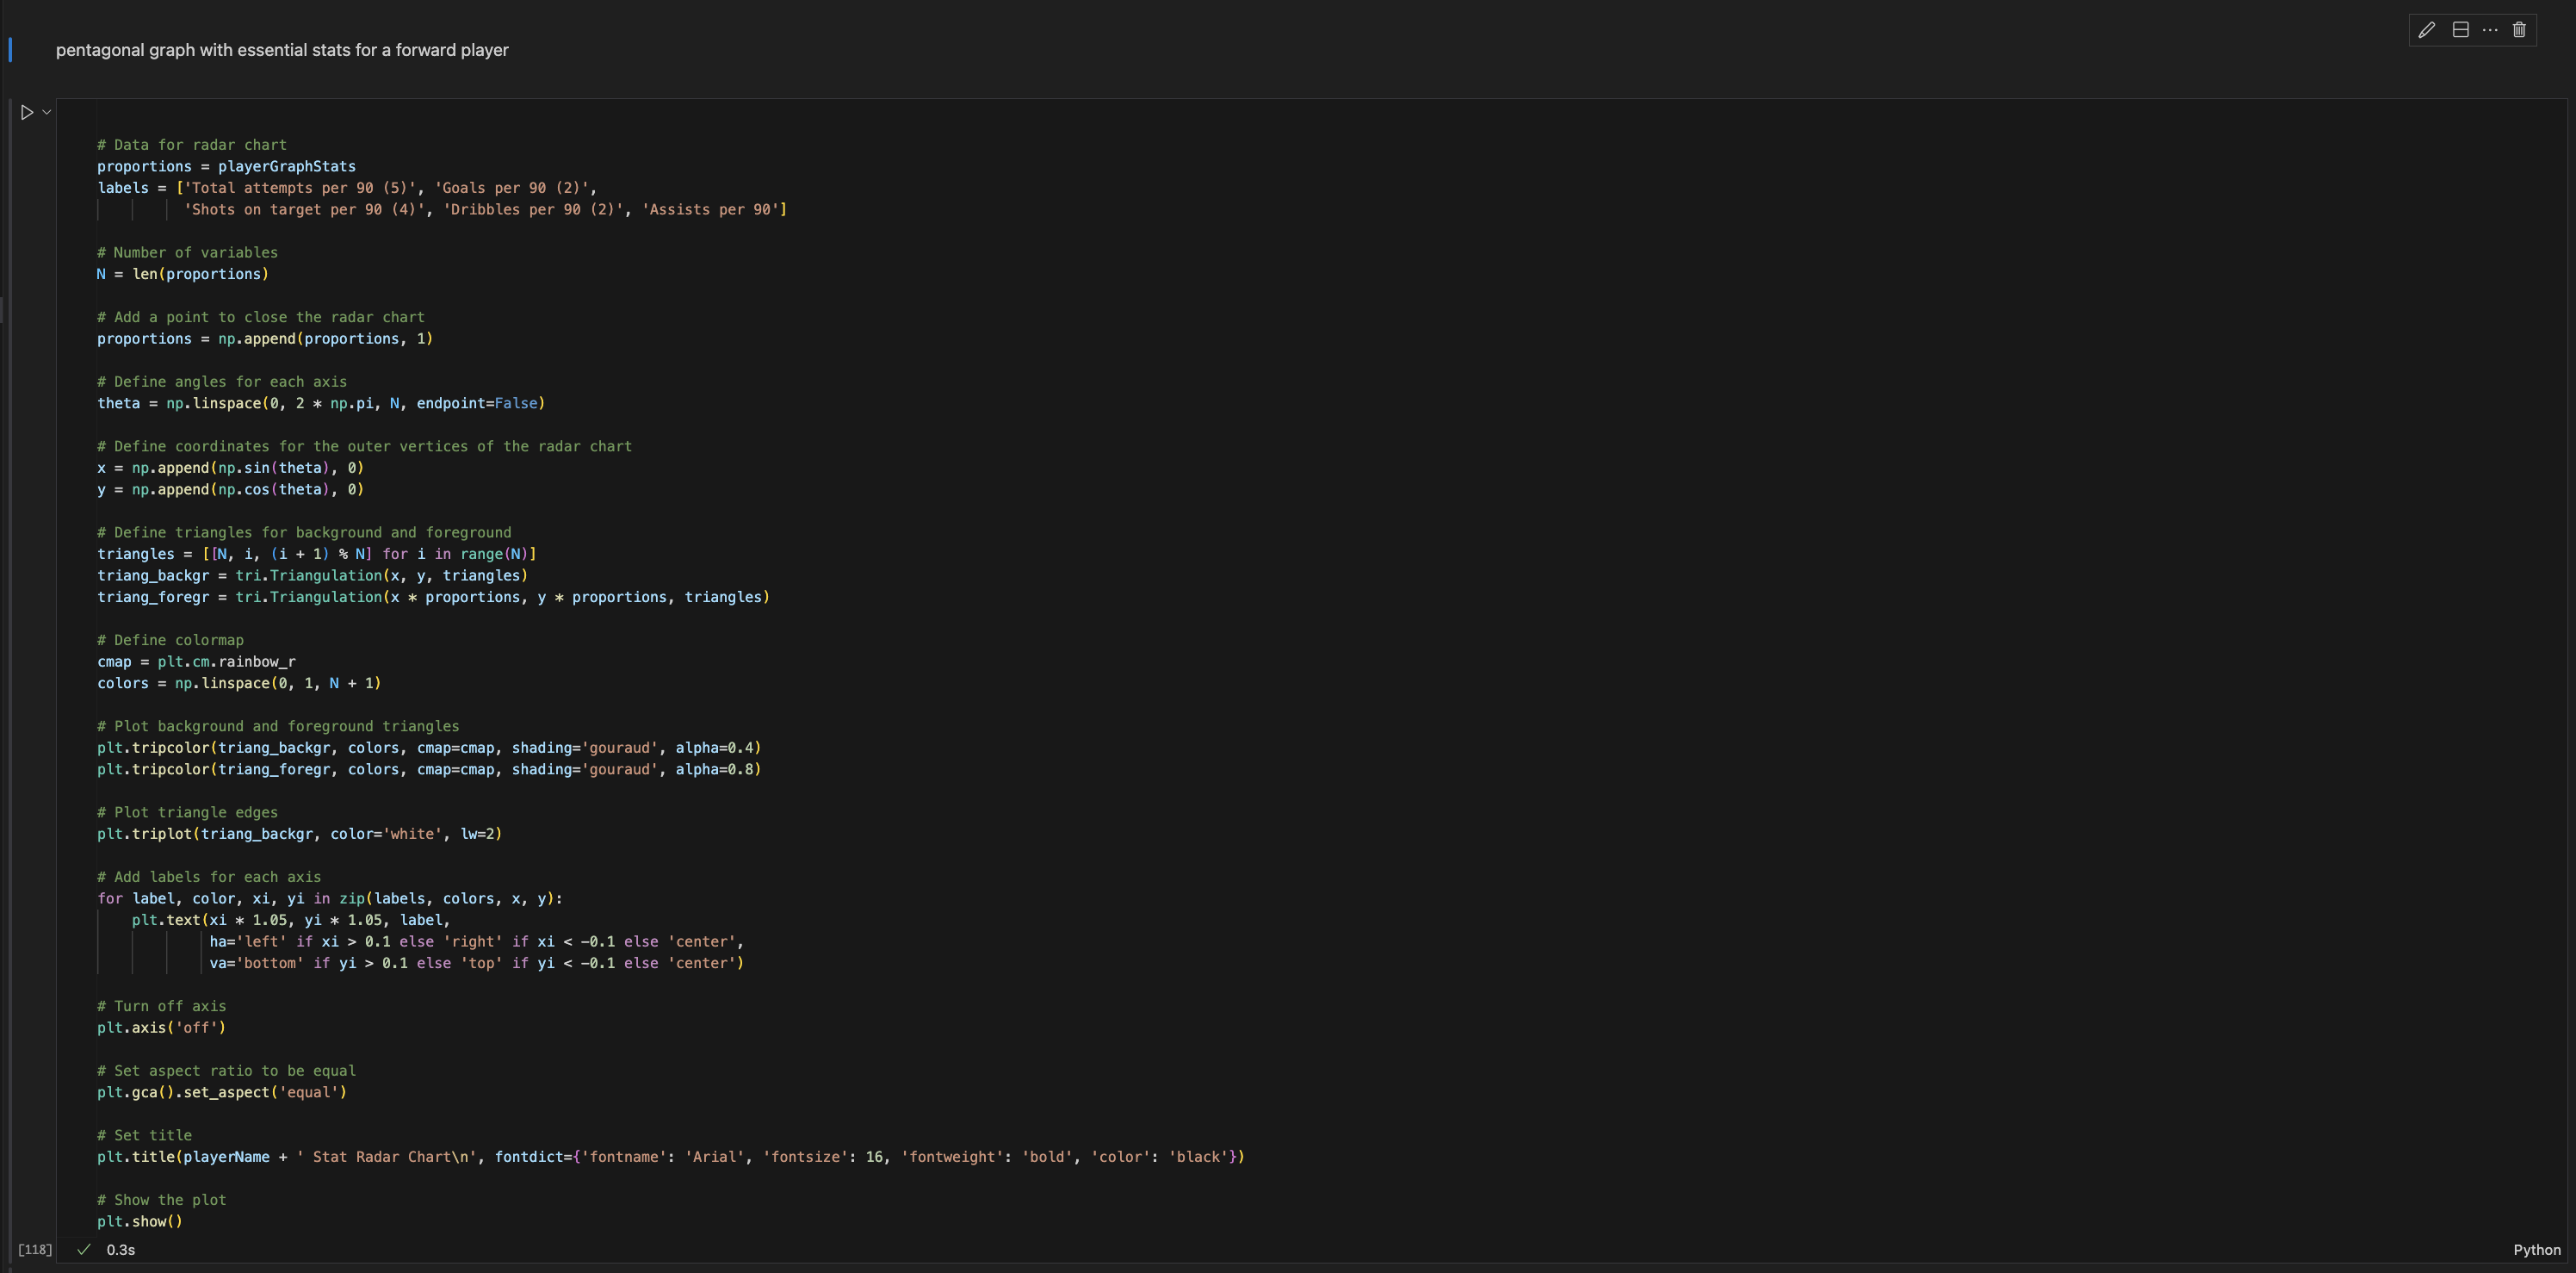 pentagonal graph with essential stats for a forward player
# Data for radar chart
proportions = playerGraphStats
labels = ['Total attempts per 90 (5)', 'Goals per 90 (2)',
'Shots on target per 90 (4)', 'Dribbles per 90 (2)', 'Assists per 90']
# Number of variables
N = len(proportions)
# Add a point to close the radar chart
proportions = np.append(proportions, 1)
# Define angles for each axis
theta = np.linspace(0, 2 * np.pi, N, endpoint=False)
# Define coordinates for the outer vertices of the radar chart
x = np.append(np.sin(theta), 0)
y = np.append(np.cos(theta), 0)
# Define triangles for background and foreground
triangles = [[N, i, (i + 1) % N] for i in range(N)]
triang_backgr = tri.Triangulation(x, y, triangles)
triang_foregr = tri.Triangulation(x * proportions, y * proportions, triangles)
# Define colormap
cmap = plt.cm.rainbow_r
colors = np.linspace(0, 1, N + 1)
# Plot background and foreground triangles
plt.tripcolor(triang_backgr, colors, cmap=cmap, shading='gouraud', alpha=0.4)
plt.tripcolor(triang_foregr, colors, cmap=cmap, shading='gouraud', alpha=0.8)
# Plot triangle edges
plt.triplot(triang_backgr, color='white', lw=2)
# Add labels for each axis
for label, color, xi, yi in zip(labels, colors, x, y):
plt.text(xi * 1.05, yi * 1.05, label,
ha='left' if xi > 0.1 else 'right' if xi < -0.1 else 'center',
va='bottom' if yi > 0.1 else 'top' if yi < -0.1 else 'center')
# Turn off axis
plt.axis('off')
# Set aspect ratio to be equal
plt.gca().set_aspect('equal')
# Set title
plt.title(playerName + ' Stat Radar Chart\n', fontdict={'fontname': 'Arial', 'fontsize': 16, 'fontweight': 'bold', 'color': 'black'})
# Show the plot
plt.show()
[118] 0.3s Python